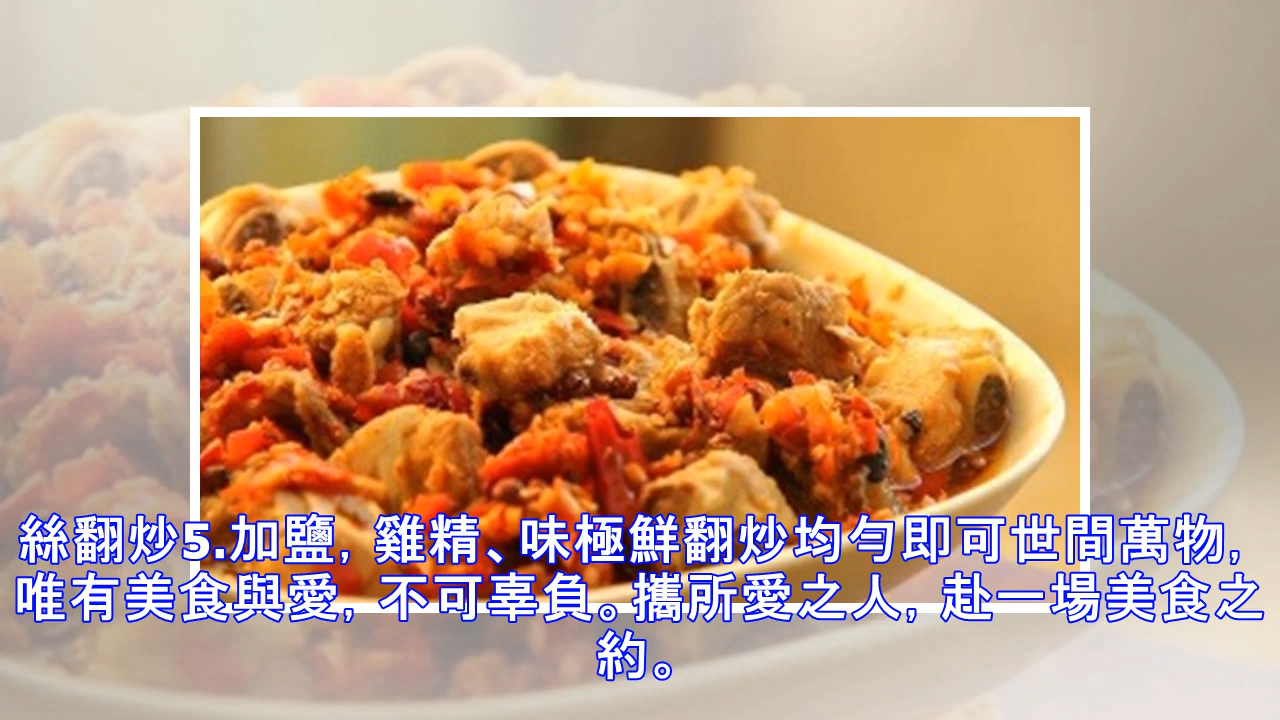 絲翻炒5.加鹽, 雞精、味極鮮翻炒均勻即可世間萬物,
唯有美食與愛, 不可辜負。攜所愛之人, 赴一場美食之
約。